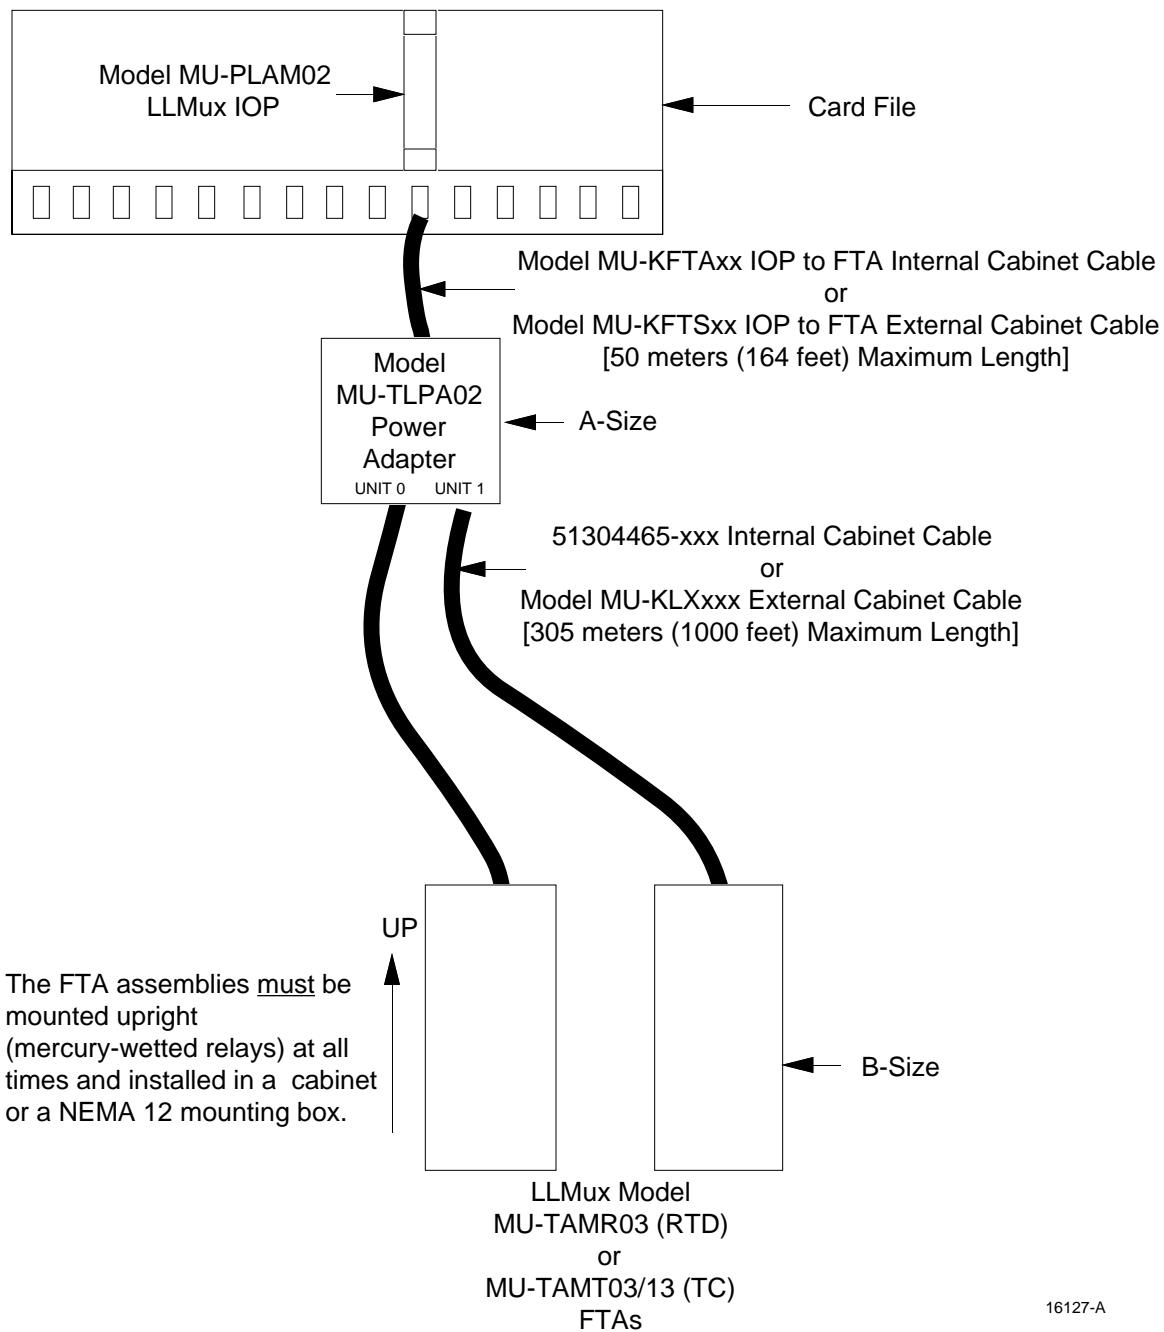 Model MU-PLAM02
LLMux IOP
Card File
Model MU-KFTAxx IOP to FTA Internal Cabinet Cable
or
Model MU-KFTSxx IOP to FTA External Cabinet Cable
[50 meters (164 feet) Maximum Length]
Model
MU-TLPA02
Power
Adapter
UNIT 0 UNIT 1
A-Size
51304465-xxx Internal Cabinet Cable
or
Model MU-KLXxxx External Cabinet Cable
[305 meters (1000 feet) Maximum Length]
UP
The FTA assemblies must be
mounted upright
(mercury-wetted relays) at all
times and installed in a cabinet
or a NEMA 12 mounting box.
B-Size
LLMux Model
MU-TAMR03 (RTD)
or
MU-TAMT03/13 (TC)
FTAs
16127-A